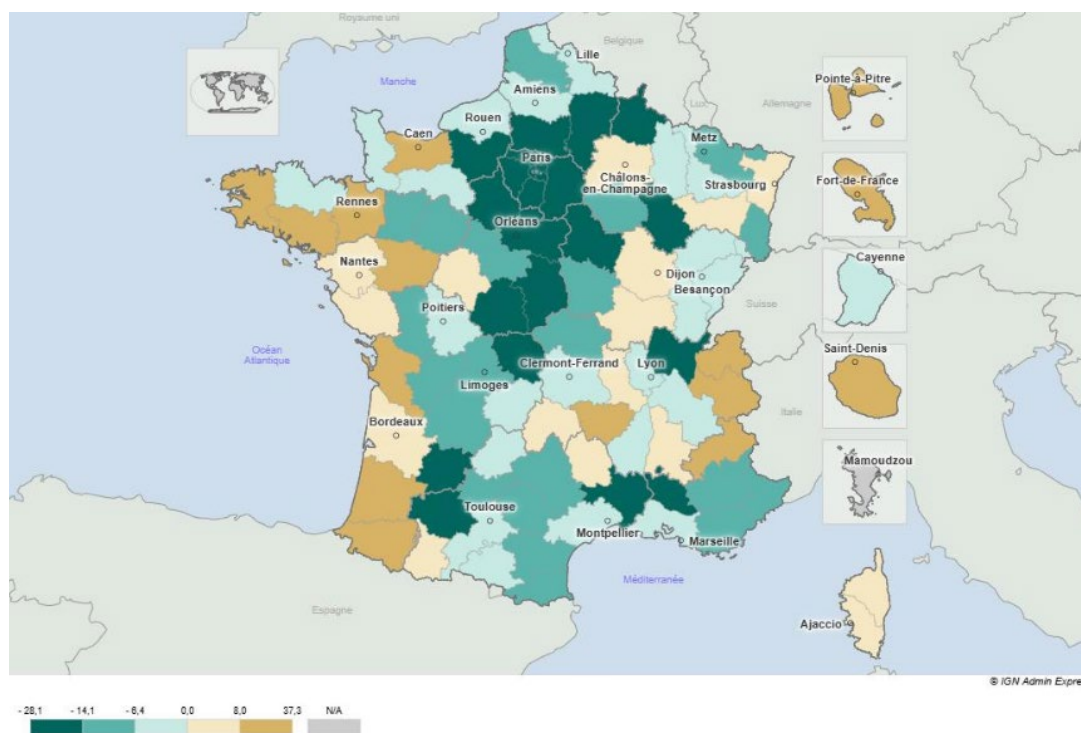 Royaume uni
Belgique
Lille
Manche
Amiens
Lux.
Allemagne
Pointe-à-Pitre
Rouen
Caen
Metz
Paris
Châlons-
en-Champagne
Strasbourg
Fort-de-France
Rennes
Orléans
Nantes
Dijon
Besançon
Cayenne
Poitiers
Suisse
Océan
Atlantique
Clermont-Ferrand
Lyon
Saint-Denis
Limoges
Italie
Bordeaux
Mamoudzou
Toulouse
Montpellier
Marseille
Méditerranée
Espagne
Ajaccio
© IGN Admin Expre
- 28,1 - 14,1 - 6,4 0,0 8,0 37,3 N/A